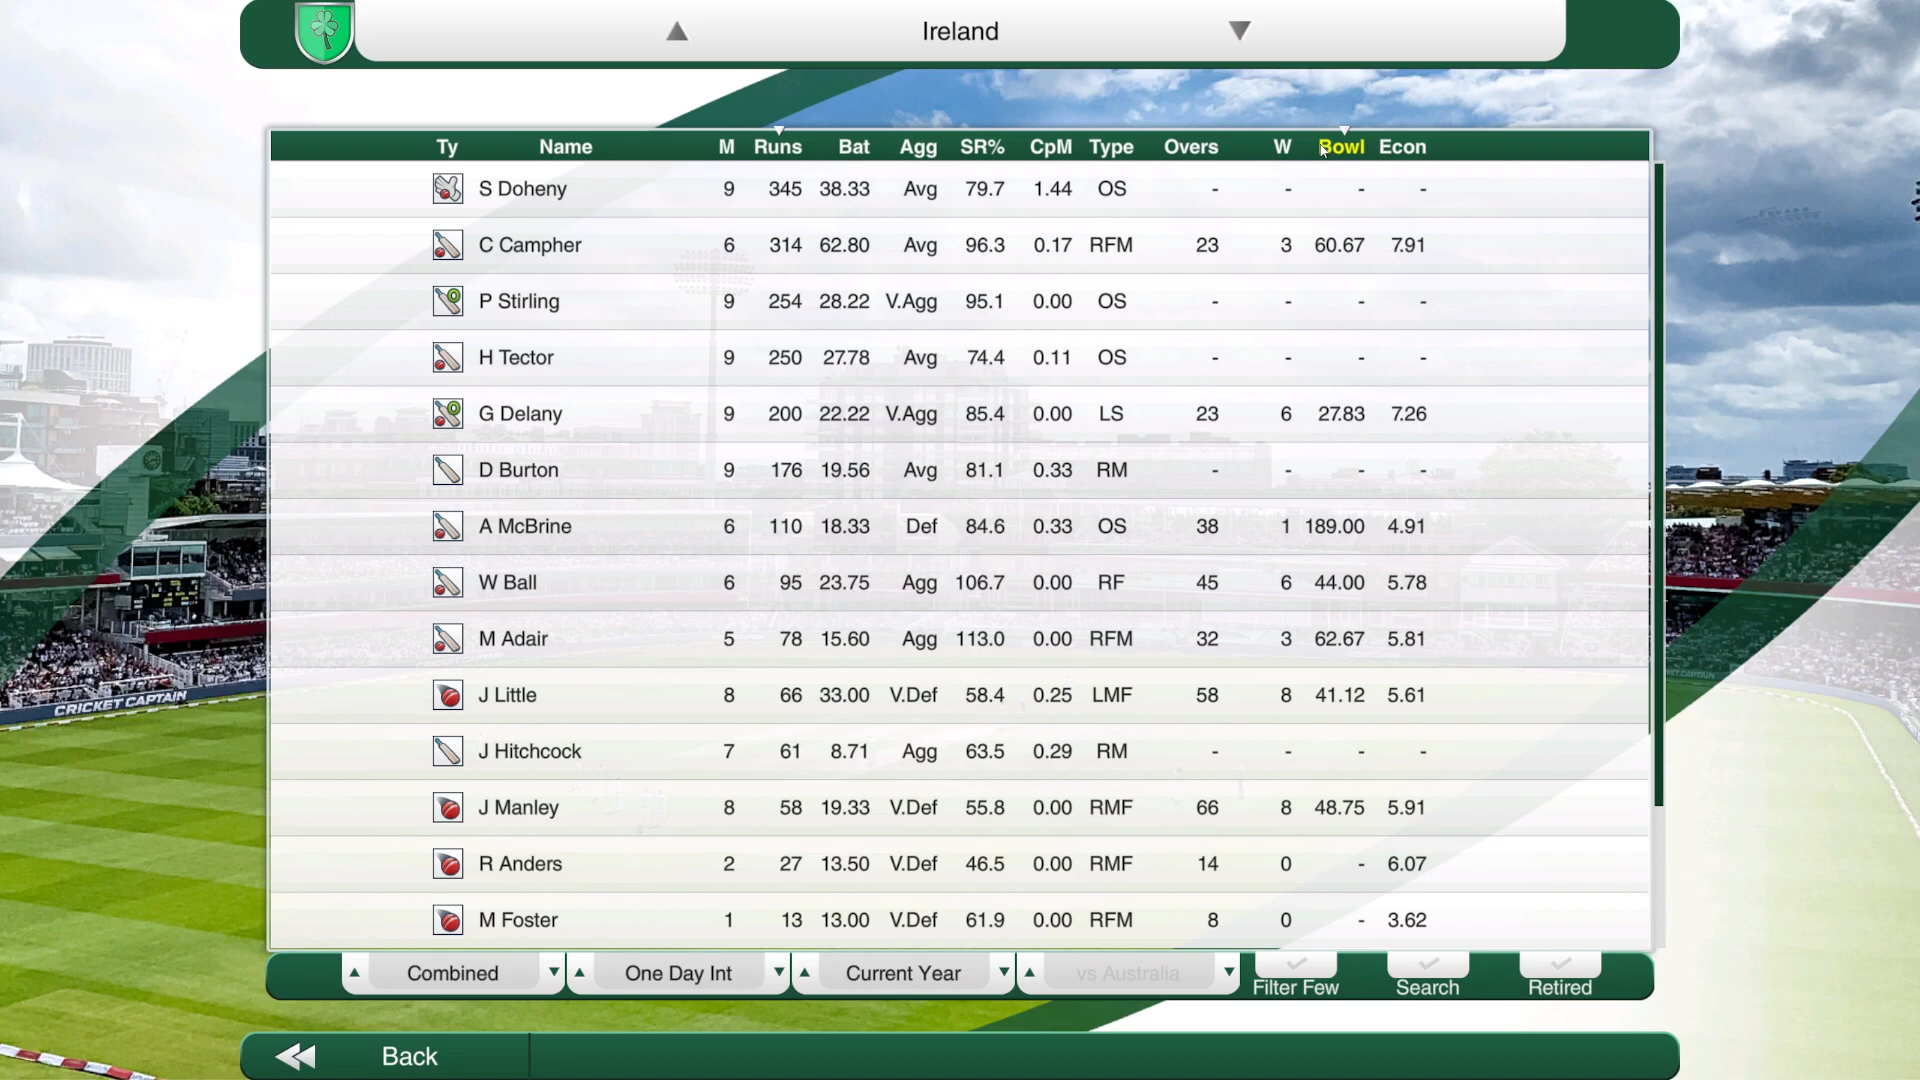 Ireland
Ty Name M Runs Bat Agg SR% CpM Type Overs W Bowl Econ
S Doheny 9 345 38.33 Avg 79.7 1.44 OS - - - -
C Campher 6 314 62.80 Avg 96.3 0.17 RFM 23 3 60.67 7.91
P Stirling 9 254 28.22 V.Agg 95.1 0.00 OS - - - -
H Tector 9 250 27.78 Avg 74.4 0.11 OS - - - -
G Delany 9 200 22.22 V.Agg 85.4 0.00 LS 23 6 27.83 7.26
D Burton 9 176 19.56 Avg 81.1 0.33 RM - - - -
A McBrine 6 110 18.33 Def 84.6 0.33 OS 38 1 189.00 4.91
W Ball 6 95 23.75 Agg 106.7 0.00 RF 45 6 44.00 5.78
M Adair 5 78 15.60 Agg 113.0 0.00 RFM 32 3 62.67 5.81
J Little 8 66 33.00 V.Def 58.4 0.25 LMF 58 8 41.12 5.61
J Hitchcock 7 61 8.71 Agg 63.5 0.29 RM - - - -
J Manley 8 58 19.33 V.Def 55.8 0.00 RMF 66 8 48.75 5.91
R Anders 2 27 13.50 V.Def 46.5 0.00 RMF 14 0 - 6.07
M Foster 1 13 13.00 V.Def 61.9 0.00 RFM 8 0 - 3.62
CRICKET CAPTAIN
Combined One Day Int Current Year vs Australia Filter Few Search Retired
Back